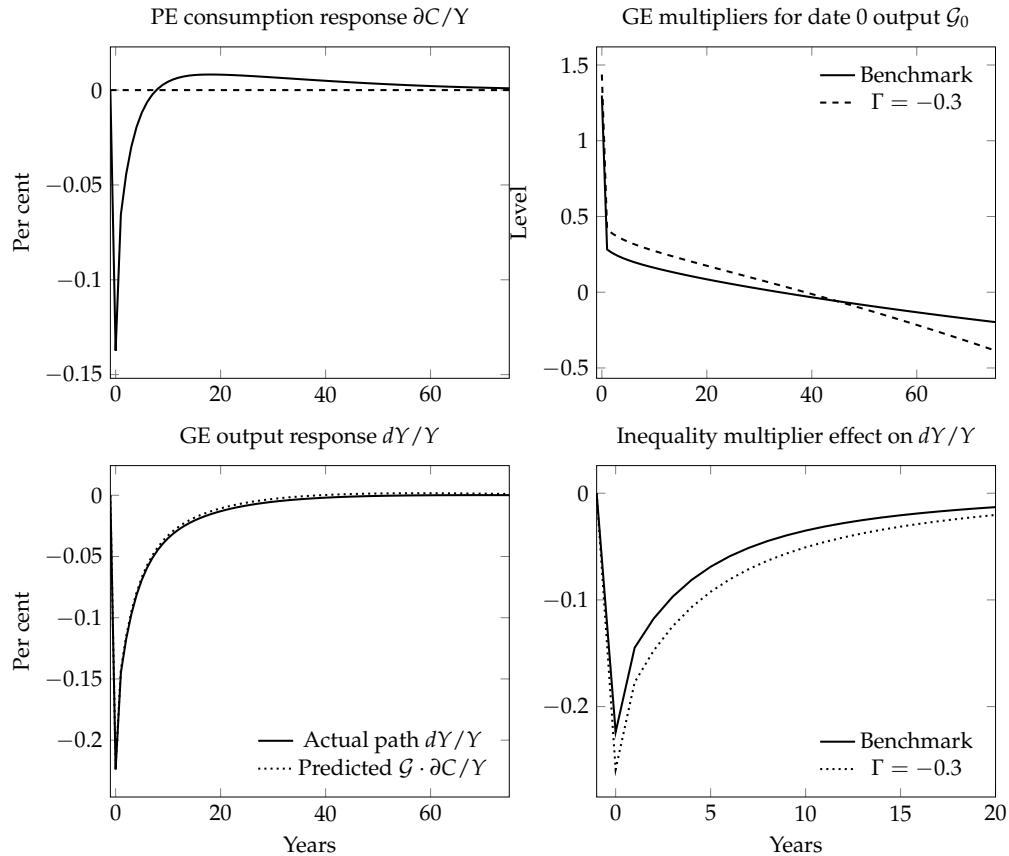 PE consumption response ∂C/Y
Per cent
0
−0.05
−0.1
−0.15
0
20
40
60
GE multipliers for date 0 output 𝒢₀
Level
1.5
1
0.5
0
−0.5
0
20
40
60
Benchmark
Γ = −0.3
GE output response dY/Y
Per cent
0
−0.05
−0.1
−0.15
−0.2
0
20
40
60
Years
Actual path dY/Y
Predicted 𝒢 · ∂C/Y
Inequality multiplier effect on dY/Y
0
−0.1
−0.2
0
5
10
15
20
Years
Benchmark
Γ = −0.3